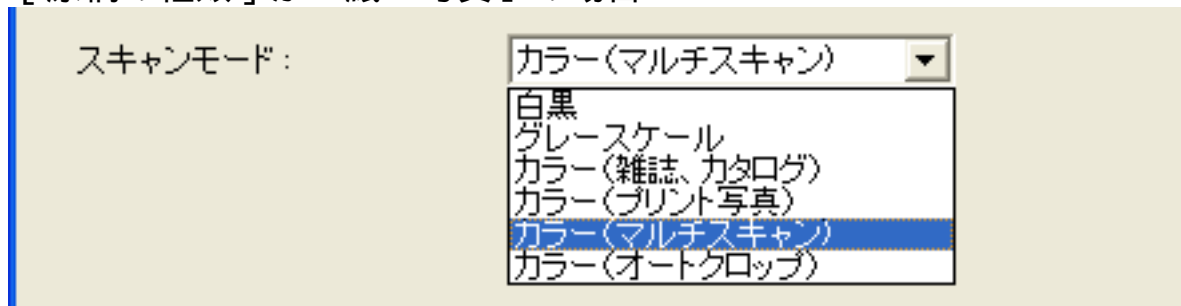 スキャンモード:
カラー(マルチスキャン)
白黒
グレースケール
カラー(雑誌、カタログ)
カラー(プリント写真)
カラー(マルチスキャン)
カラー(オートクロップ)